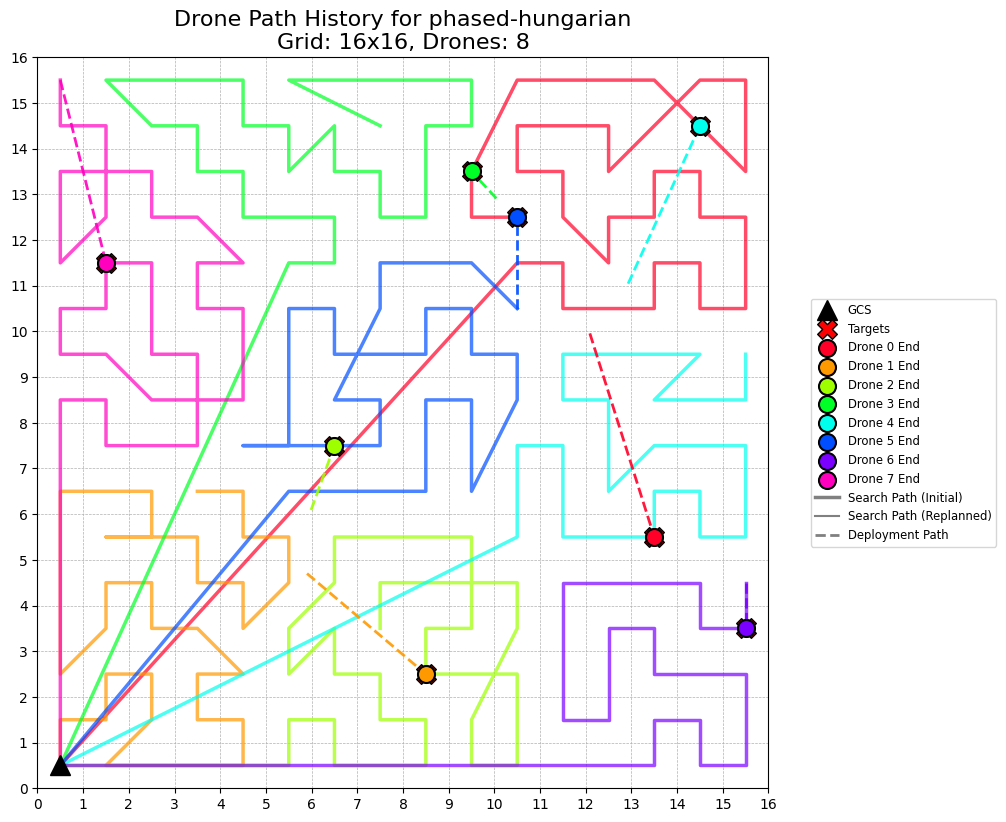 Drone Path History for phased-hungarian
Grid: 16x16, Drones: 8
16
15
14
13
12
11
10
9
8
7
6
5
4
3
2
1
0
0 1 2 3 4 5 6 7 8 9 10 11 12 13 14 15 16
GCS
Targets
Drone 0 End
Drone 1 End
Drone 2 End
Drone 3 End
Drone 4 End
Drone 5 End
Drone 6 End
Drone 7 End
Search Path (Initial)
Search Path (Replanned)
Deployment Path